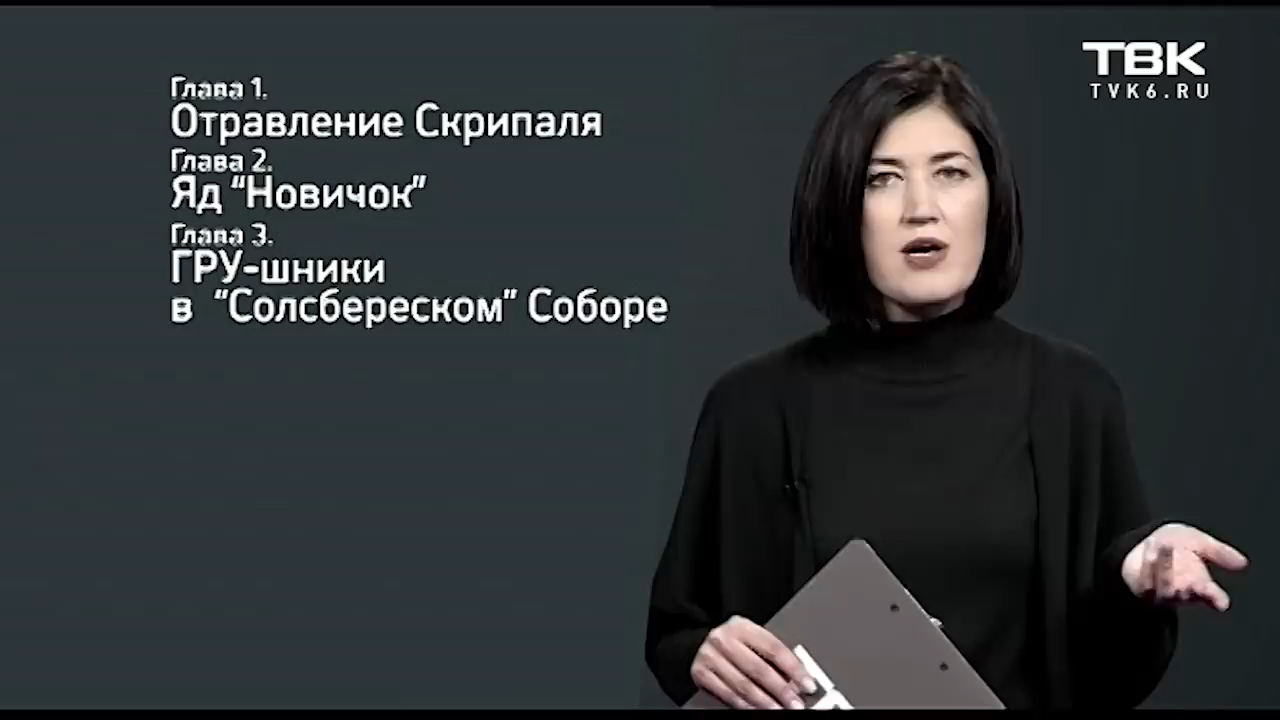 Глава 1.
Отравление Скрипаля
Глава 2.
Яд “Новичок”
Глава 3.
ГРУ-шники
в “Солсбереском” Соборе
ТВК
TVK6.RU